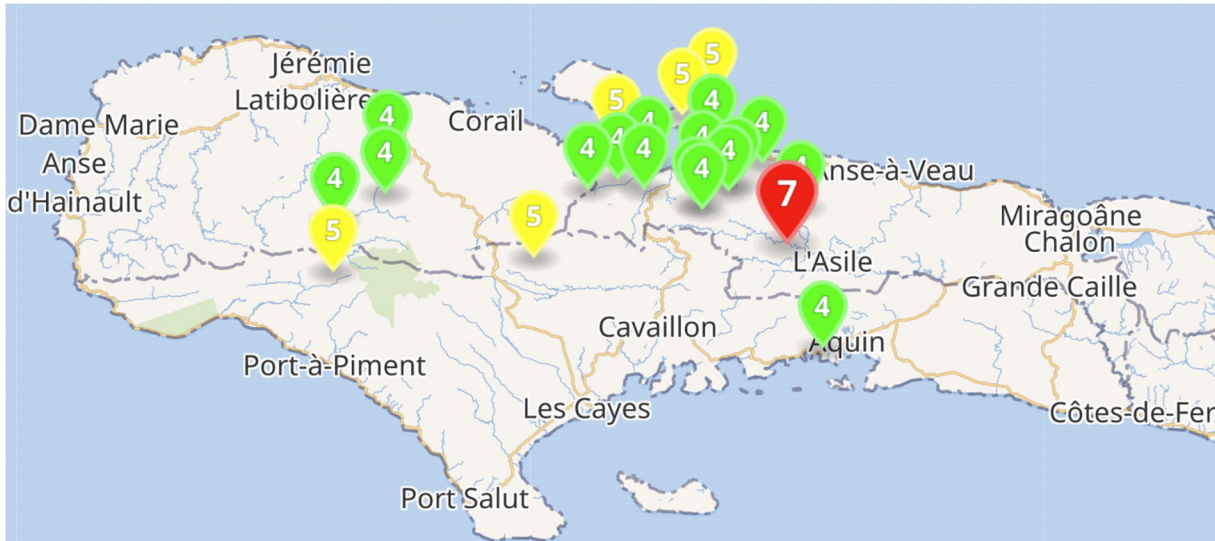 5
5
Jérémie
5
4
Latibolière
4
4
Corail
4
Dame Marie
4
4
4
4
4
4
Anse
4
4
4
Anse-à-Veau
4
7
d'Hainault
5
Miragoâne
5
Chalon
L'Asile
Grande Caille
4
Cavaillon
Aquin
Port-à-Piment
Les Cayes
Côtes-de-Fer
Port Salut